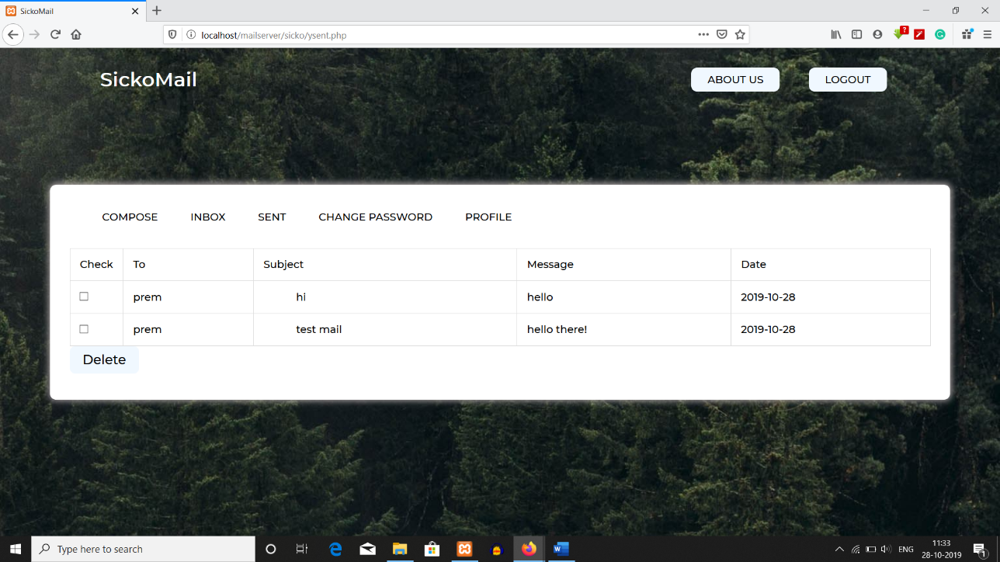 SickoMail
localhost/mailserver/sicko/ysent.php
?
SickoMail
ABOUT US
LOGOUT
COMPOSE INBOX SENT CHANGE PASSWORD PROFILE
Check To Subject Message Date
prem hi hello 2019-10-28
prem test mail hello there! 2019-10-28
Delete
Type here to search
ENG
11:33
28-10-2019
1